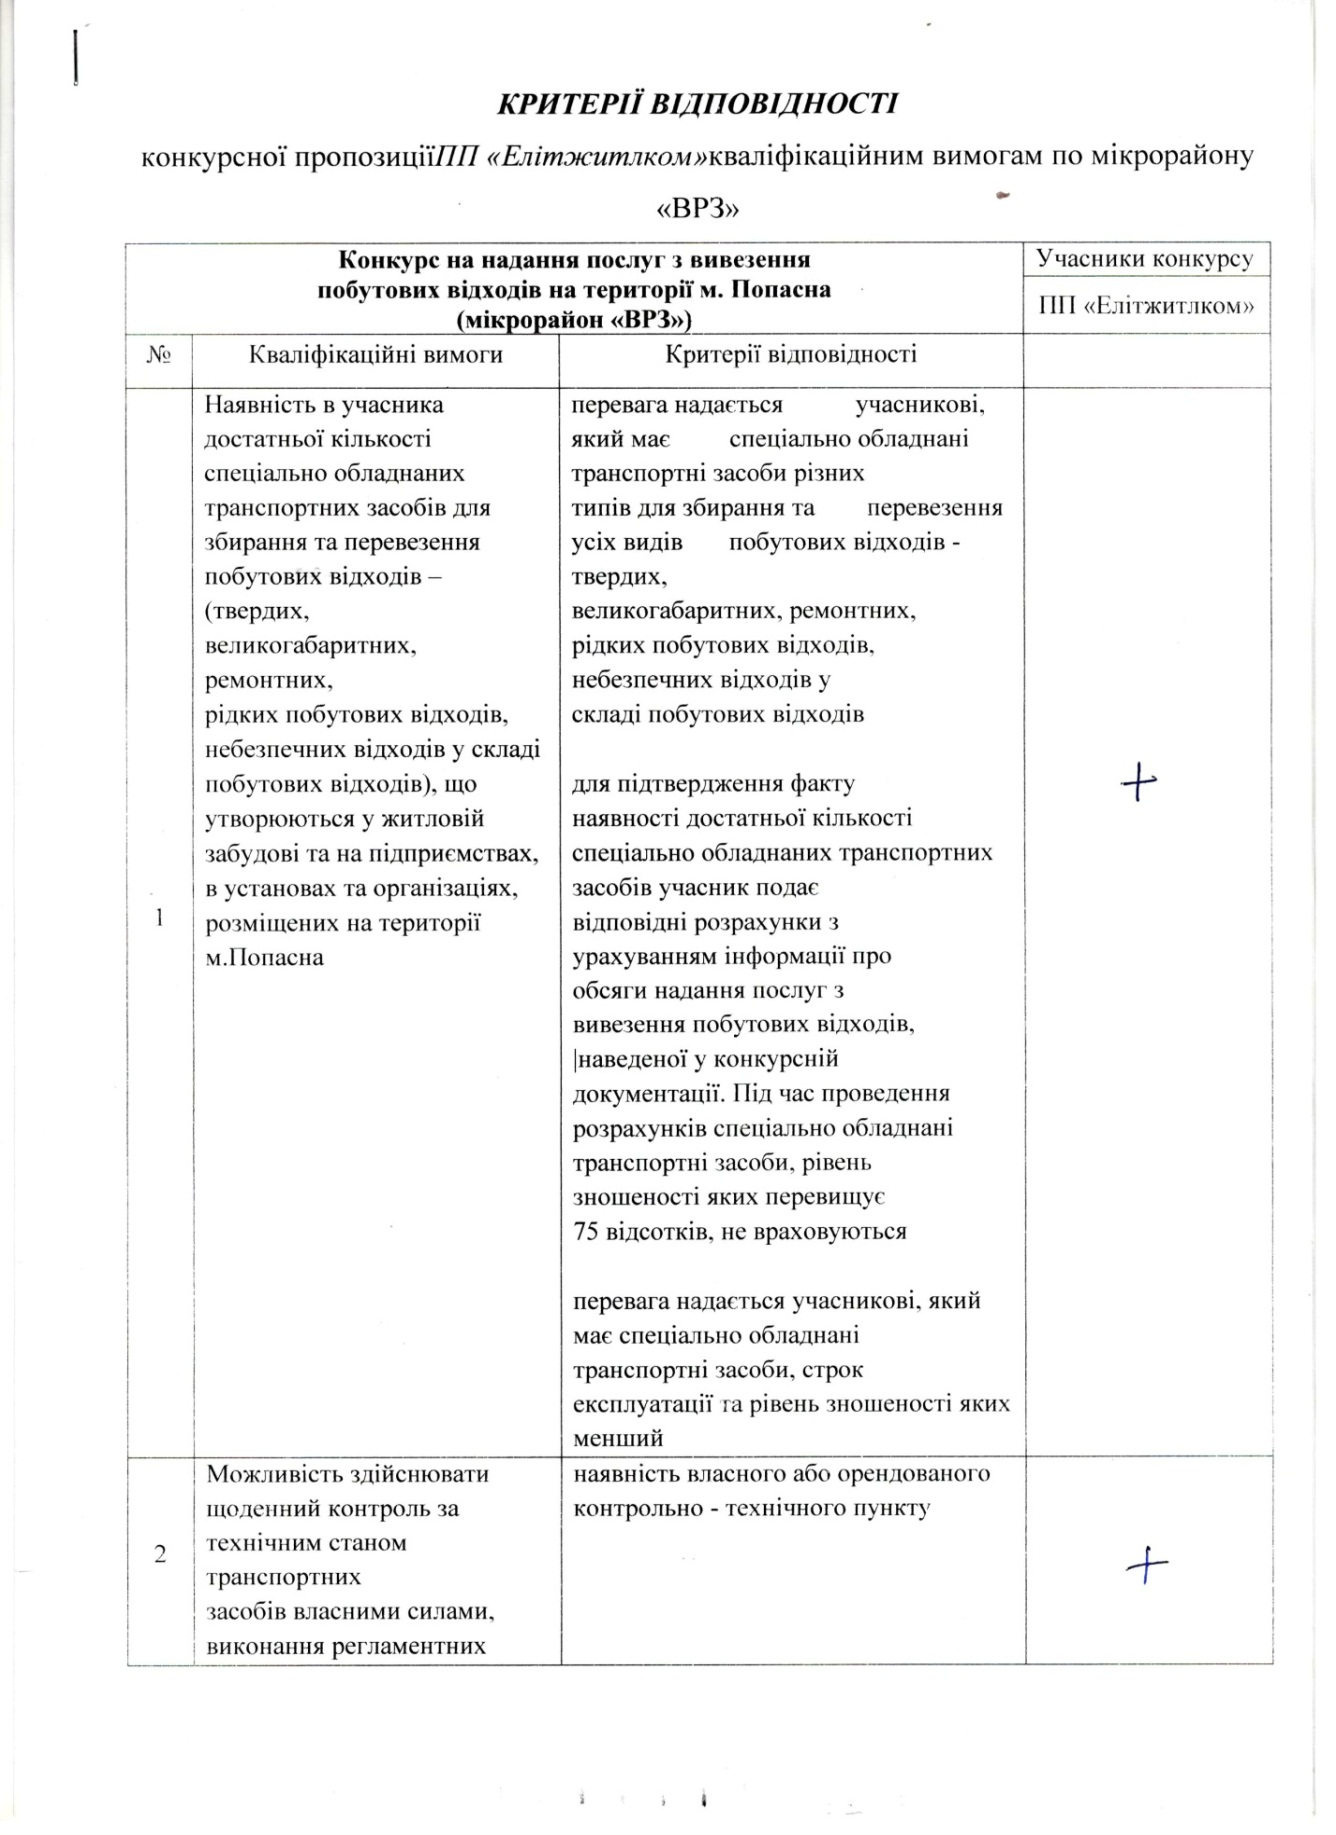 КРИТЕРІЇ ВІДПОВІДНОСТІ
конкурсної пропозиціїПП «Елітжитлком»кваліфікаційним вимогам по мікрорайону
«ВРЗ»
Конкурс на надання послуг з вивезення
побутових відходів на території м. Попасна
(мікрорайон «ВРЗ»)
Учасники конкурсу
ПП «Елітжитлком»
№
Кваліфікаційні вимоги
Критерії відповідності
1
Наявність в учасника
достатньої кількості
спеціально обладнаних
транспортних засобів для
збирання та перевезення
побутових відходів –
(твердих,
великогабаритних,
ремонтних,
рідких побутових відходів,
небезпечних відходів у складі
побутових відходів), що
утворюються у житловій
забудові та на підприємствах,
в установах та організаціях,
розміщених на території
м.Попасна
перевага надається учасникові,
який має спеціально обладнані
транспортні засоби різних
типів для збирання та перевезення
усіх видів побутових відходів -
твердих,
великогабаритних, ремонтних,
рідких побутових відходів,
небезпечних відходів у
складі побутових відходів
для підтвердження факту
наявності достатньої кількості
спеціально обладнаних транспортних
засобів учасник подає
відповідні розрахунки з
урахуванням інформації про
обсяги надання послуг з
вивезення побутових відходів,
|наведеної у конкурсній
документації. Під час проведення
розрахунків спеціально обладнані
транспортні засоби, рівень
зношеності яких перевищує
75 відсотків, не враховуються
перевага надається учасникові, який
має спеціально обладнані
транспортні засоби, строк
експлуатації та рівень зношеності яких
менший
+
2
Можливість здійснювати
щоденний контроль за
технічним станом
транспортних
засобів власними силами,
виконання регламентних
наявність власного або орендованого
контрольно - технічного пункту
+